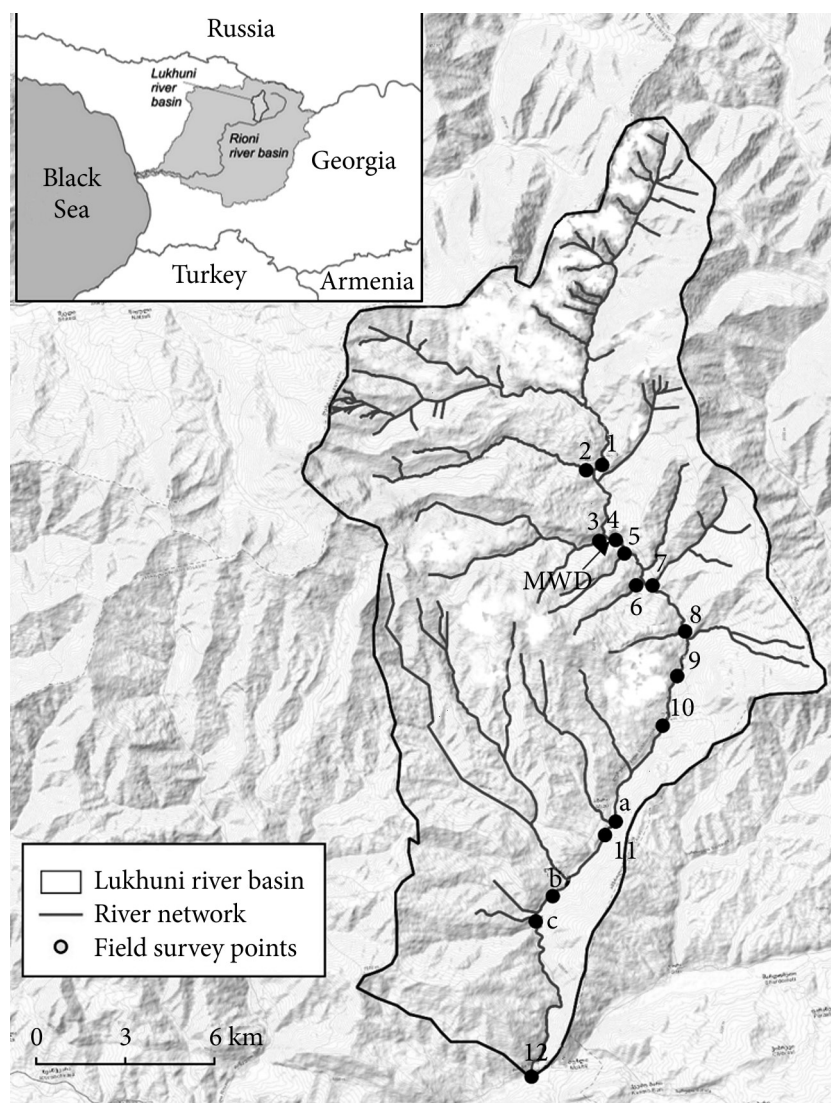 Russia
Lukhuni
river
basin
Rioni
river basin
Georgia
Black
Sea
Turkey
Armenia
1
2
3
4
5
MWD
6
7
8
9
10
a
11
b
c
12
Lukhuni river basin
River network
Field survey points
0
3
6 km